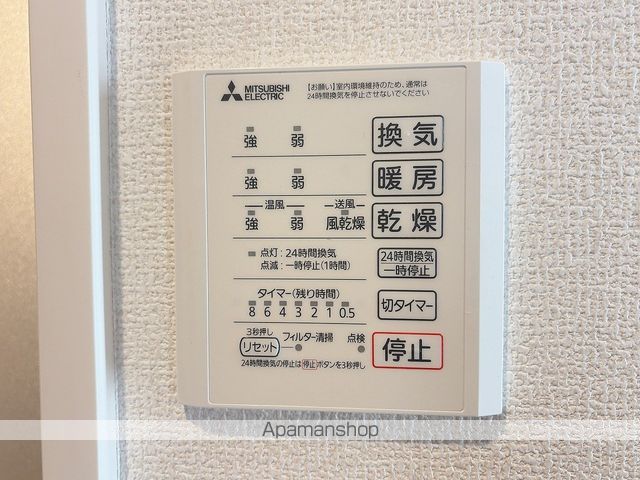 MITSUBISHI
ELECTRIC
【お願い】室内環境維持のため、通常は
24時間換気を停止させないでください
強 弱 換気
強 弱 暖房
温風 送風
強 弱 風乾燥 乾燥
点灯：24時間換気
点滅：一時停止(1時間)
24時間換気
一時停止
タイマー(残り時間)
8 6 4 3 2 1 0.5
切タイマー
3秒押し
リセット フィルター清掃 点検
停止
24時間換気の停止は停止ボタンを3秒押し
Apamanshop